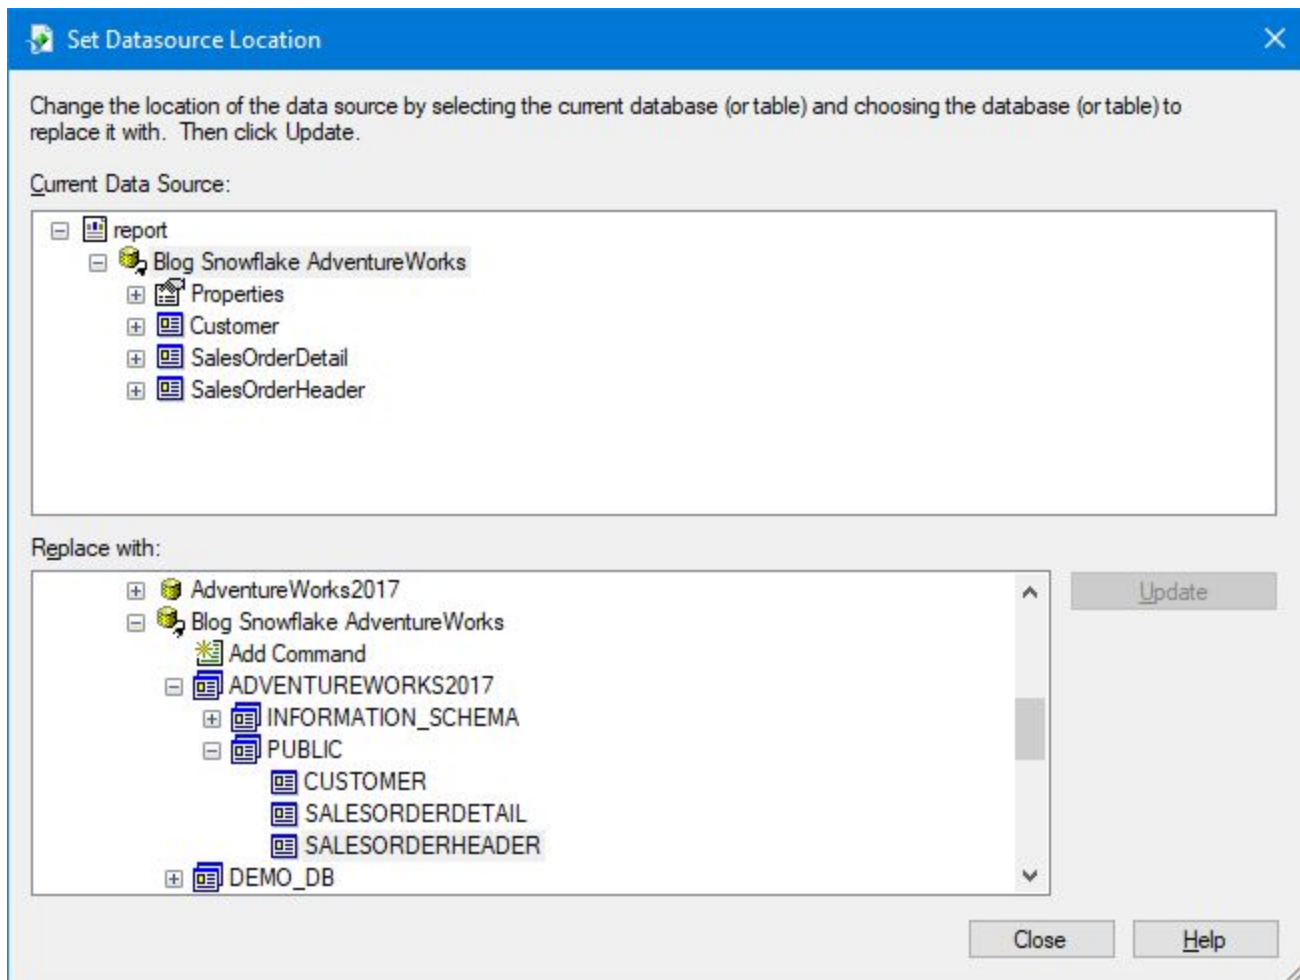 Set Datasource Location
Change the location of the data source by selecting the current database (or table) and choosing the database (or table) to
replace it with.  Then click Update.
Current Data Source:
report
Blog Snowflake AdventureWorks
Properties
Customer
SalesOrderDetail
SalesOrderHeader
Replace with:
AdventureWorks2017
Update
Blog Snowflake AdventureWorks
Add Command
ADVENTUREWORKS2017
INFORMATION_SCHEMA
PUBLIC
CUSTOMER
SALESORDERDETAIL
SALESORDERHEADER
DEMO_DB
Close
Help